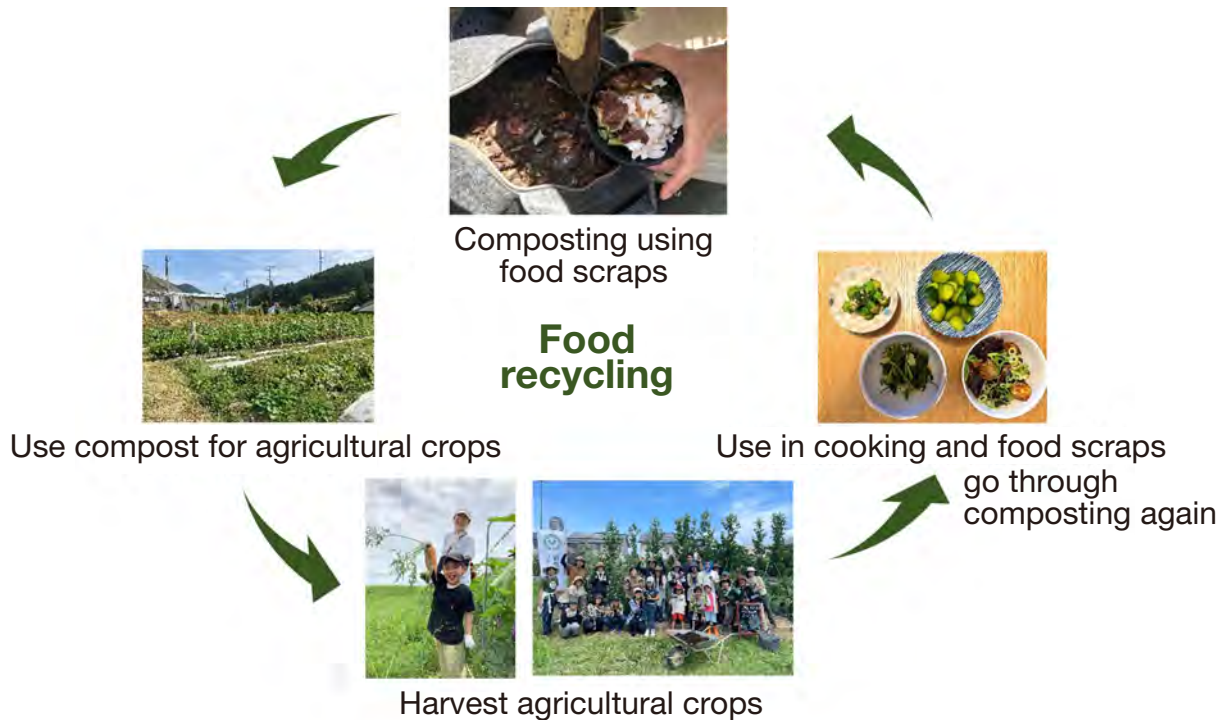 Composting using
food scraps
Food
recycling
Use compost for agricultural crops
Use in cooking and food scraps
go through
composting again
Harvest agricultural crops